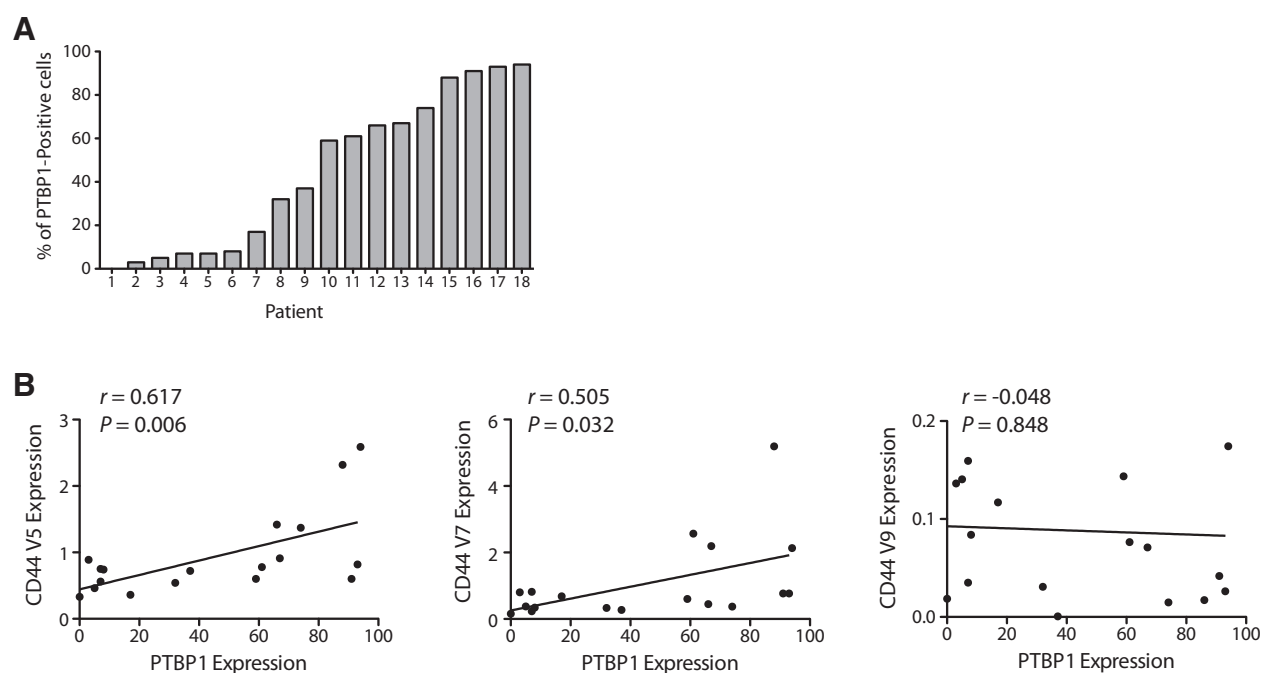 A
% of PTBP1-Positive cells
100
80
60
40
20
0
1 2 3 4 5 6 7 8 9 10 11 12 13 14 15 16 17 18
Patient
B
r = 0.617
P = 0.006
CD44 V5 Expression
3
2
1
0
0 20 40 60 80 100
PTBP1 Expression
r = 0.505
P = 0.032
CD44 V7 Expression
6
4
2
0
0 20 40 60 80 100
PTBP1 Expression
r = -0.048
P = 0.848
CD44 V9 Expression
0.2
0.1
0.0
0 20 40 60 80 100
PTBP1 Expression